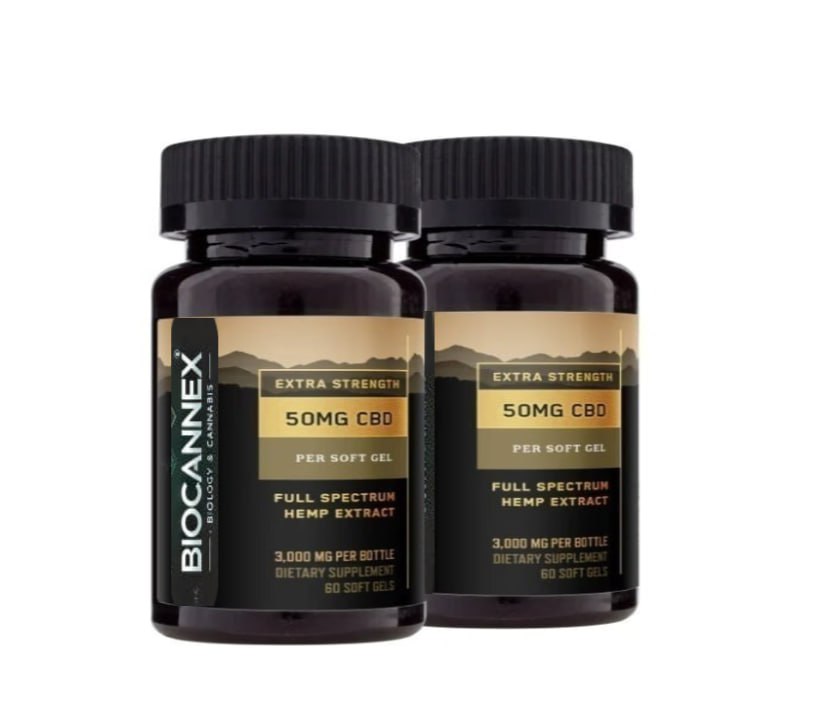 BIOCANNEX®
BIOLOGY & CANNABIS
EXTRA STRENGTH
50MG CBD
PER SOFT GEL
FULL SPECTRUM
HEMP EXTRACT
3,000 MG PER BOTTLE
DIETARY SUPPLEMENT
60 SOFT GELS
EXTRA STRENGTH
50MG CBD
PER SOFT GEL
FULL SPECTRUM
HEMP EXTRACT
3,000 MG PER BOTTLE
DIETARY SUPPLEMENT
60 SOFT GELS